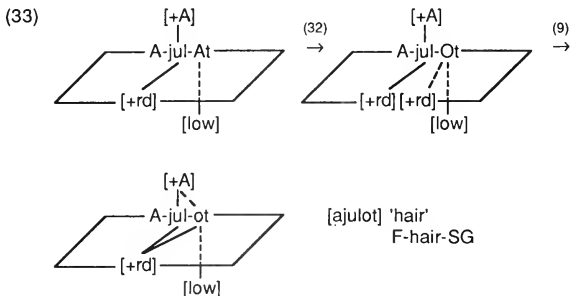 (33)
[+A] (32) [+A] (9)
A-jul-At → A-jul-Ot →
[+rd] [+rd] [+rd]
[low] [low]
[+A]
A-jul-ot [ajulot] 'hair'
F-hair-SG
[+rd]
[low]